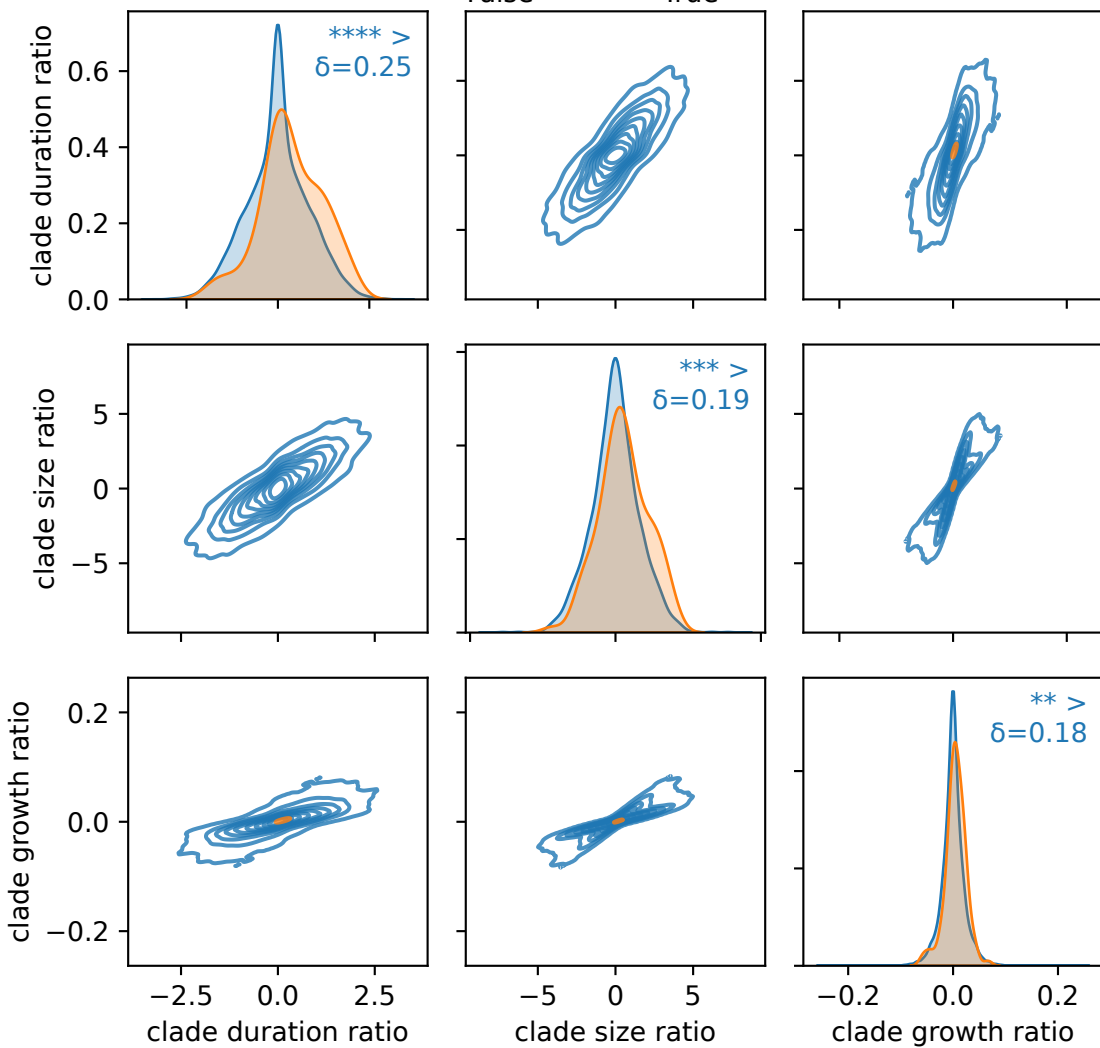 clade duration ratio
0.6
0.4
0.2
0.0
**** >
δ=0.25
clade size ratio
5
0
−5
*** >
δ=0.19
clade growth ratio
0.2
0.0
−0.2
** >
δ=0.18
−2.5 0.0 2.5
−5 0 5
−0.2 0.0 0.2
clade duration ratio
clade size ratio
clade growth ratio